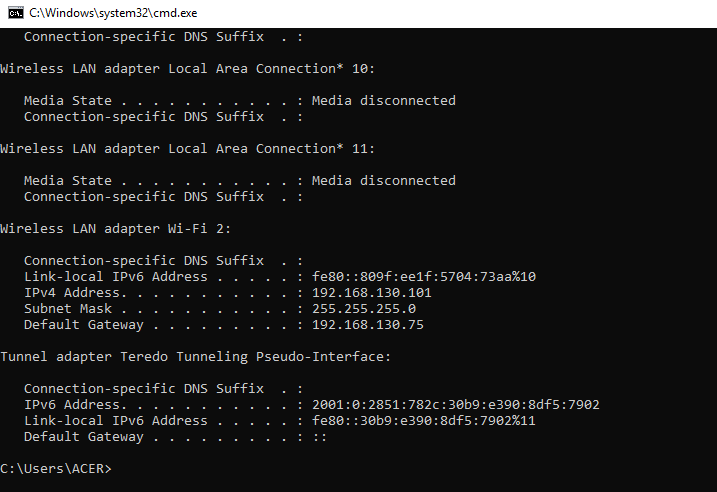 C:\Windows\system32\cmd.exe
Connection-specific DNS Suffix  . :
Wireless LAN adapter Local Area Connection* 10:
Media State . . . . . . . . . . . : Media disconnected
Connection-specific DNS Suffix  . :
Wireless LAN adapter Local Area Connection* 11:
Media State . . . . . . . . . . . : Media disconnected
Connection-specific DNS Suffix  . :
Wireless LAN adapter Wi-Fi 2:
Connection-specific DNS Suffix  . :
Link-local IPv6 Address . . . . . : fe80::809f:ee1f:5704:73aa%10
IPv4 Address. . . . . . . . . . . : 192.168.130.101
Subnet Mask . . . . . . . . . . . : 255.255.255.0
Default Gateway . . . . . . . . . : 192.168.130.75
Tunnel adapter Teredo Tunneling Pseudo-Interface:
Connection-specific DNS Suffix  . :
IPv6 Address. . . . . . . . . . . : 2001:0:2851:782c:30b9:e390:8df5:7902
Link-local IPv6 Address . . . . . : fe80::30b9:e390:8df5:7902%11
Default Gateway . . . . . . . . . : ::
C:\Users\ACER>